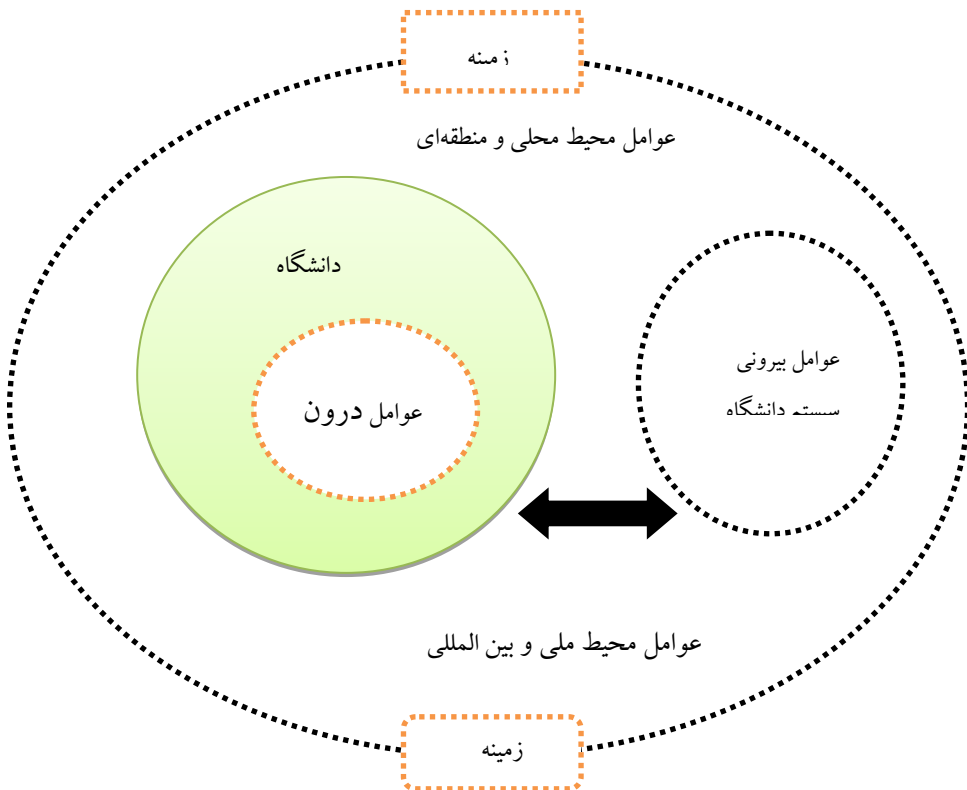 زمینه
عوامل محیط محلی و منطقه‌ای
دانشگاه
عوامل بیرونی
سیستم دانشگاه
عوامل درون
عوامل محیط ملی و بین المللی
زمینه